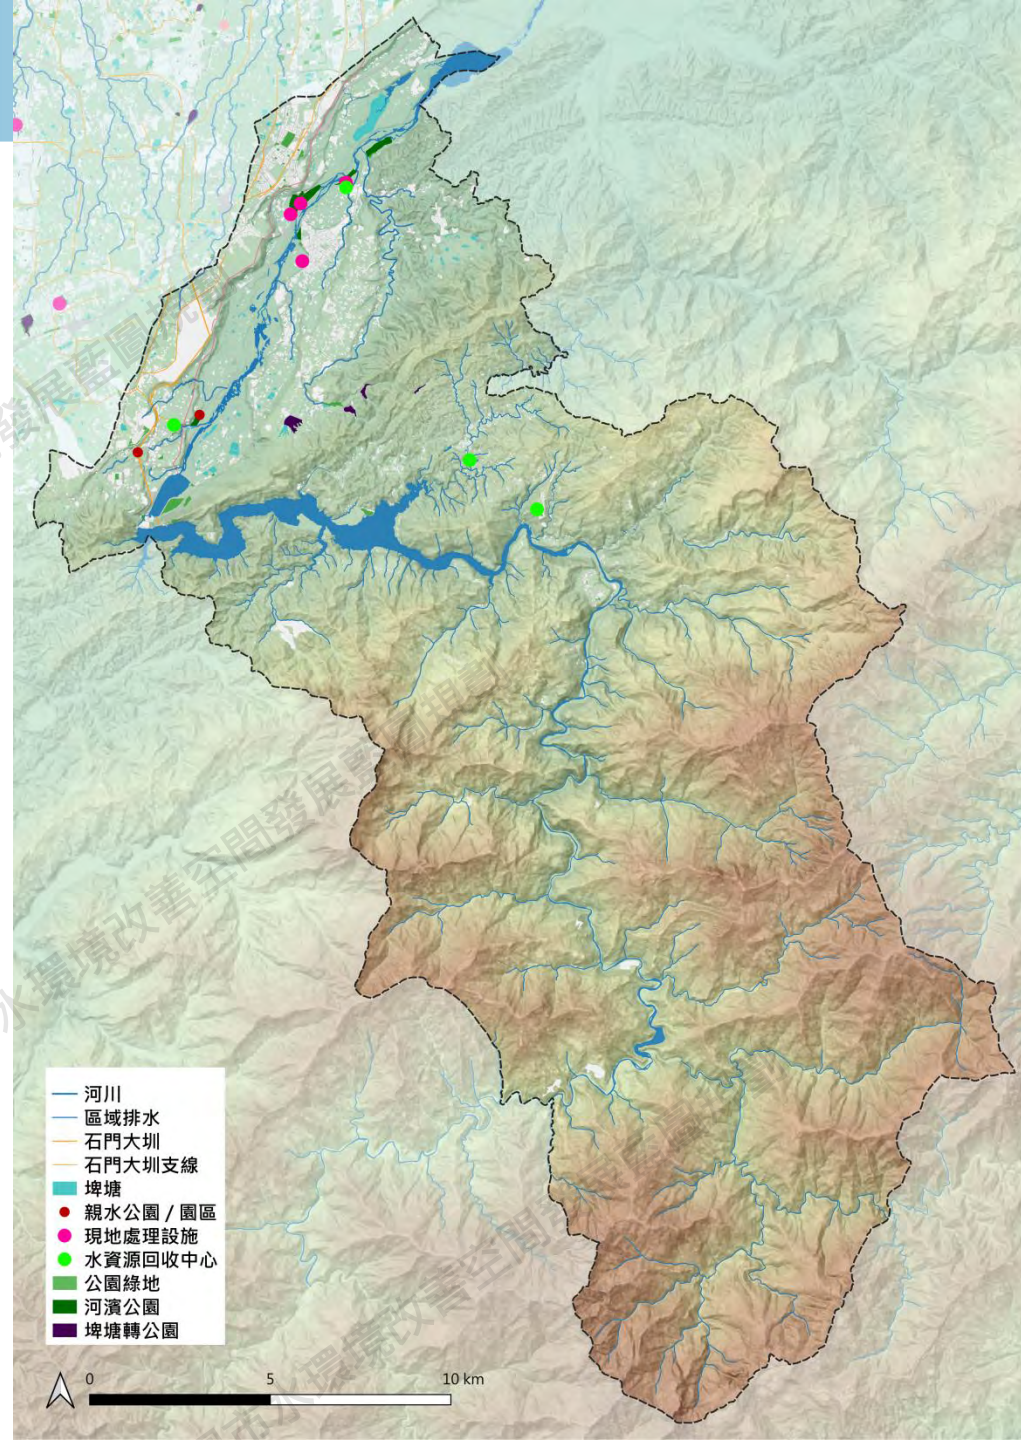 河川
區域排水
石門大圳
石門大圳支線
埤塘
親水公園 / 園區
現地處理設施
水資源回收中心
公園綠地
河濱公園
埤塘轉公園
0 5 10 km